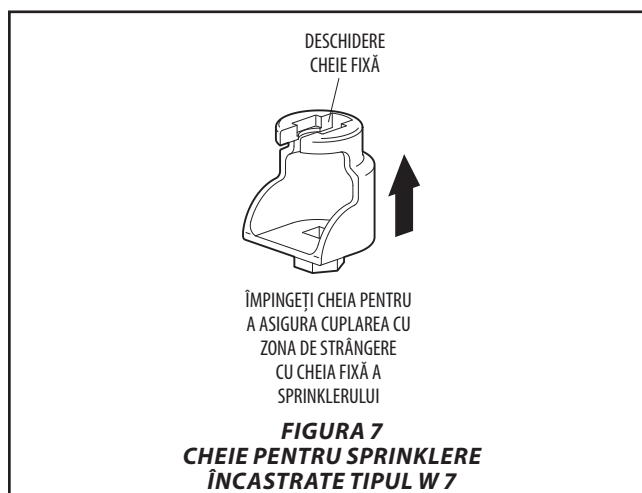 DESCHIDERE
CHEIE FIXĂ
ÎMPINGEȚI CHEIA PENTRU
A ASIGURA CUPLAREA CU
ZONA DE STRÂNGERE
CU CHEIA FIXĂ A
SPRINKLERULUI
FIGURA 7
CHEIE PENTRU SPRINKLERE
ÎNCASTRATE TIPUL W 7